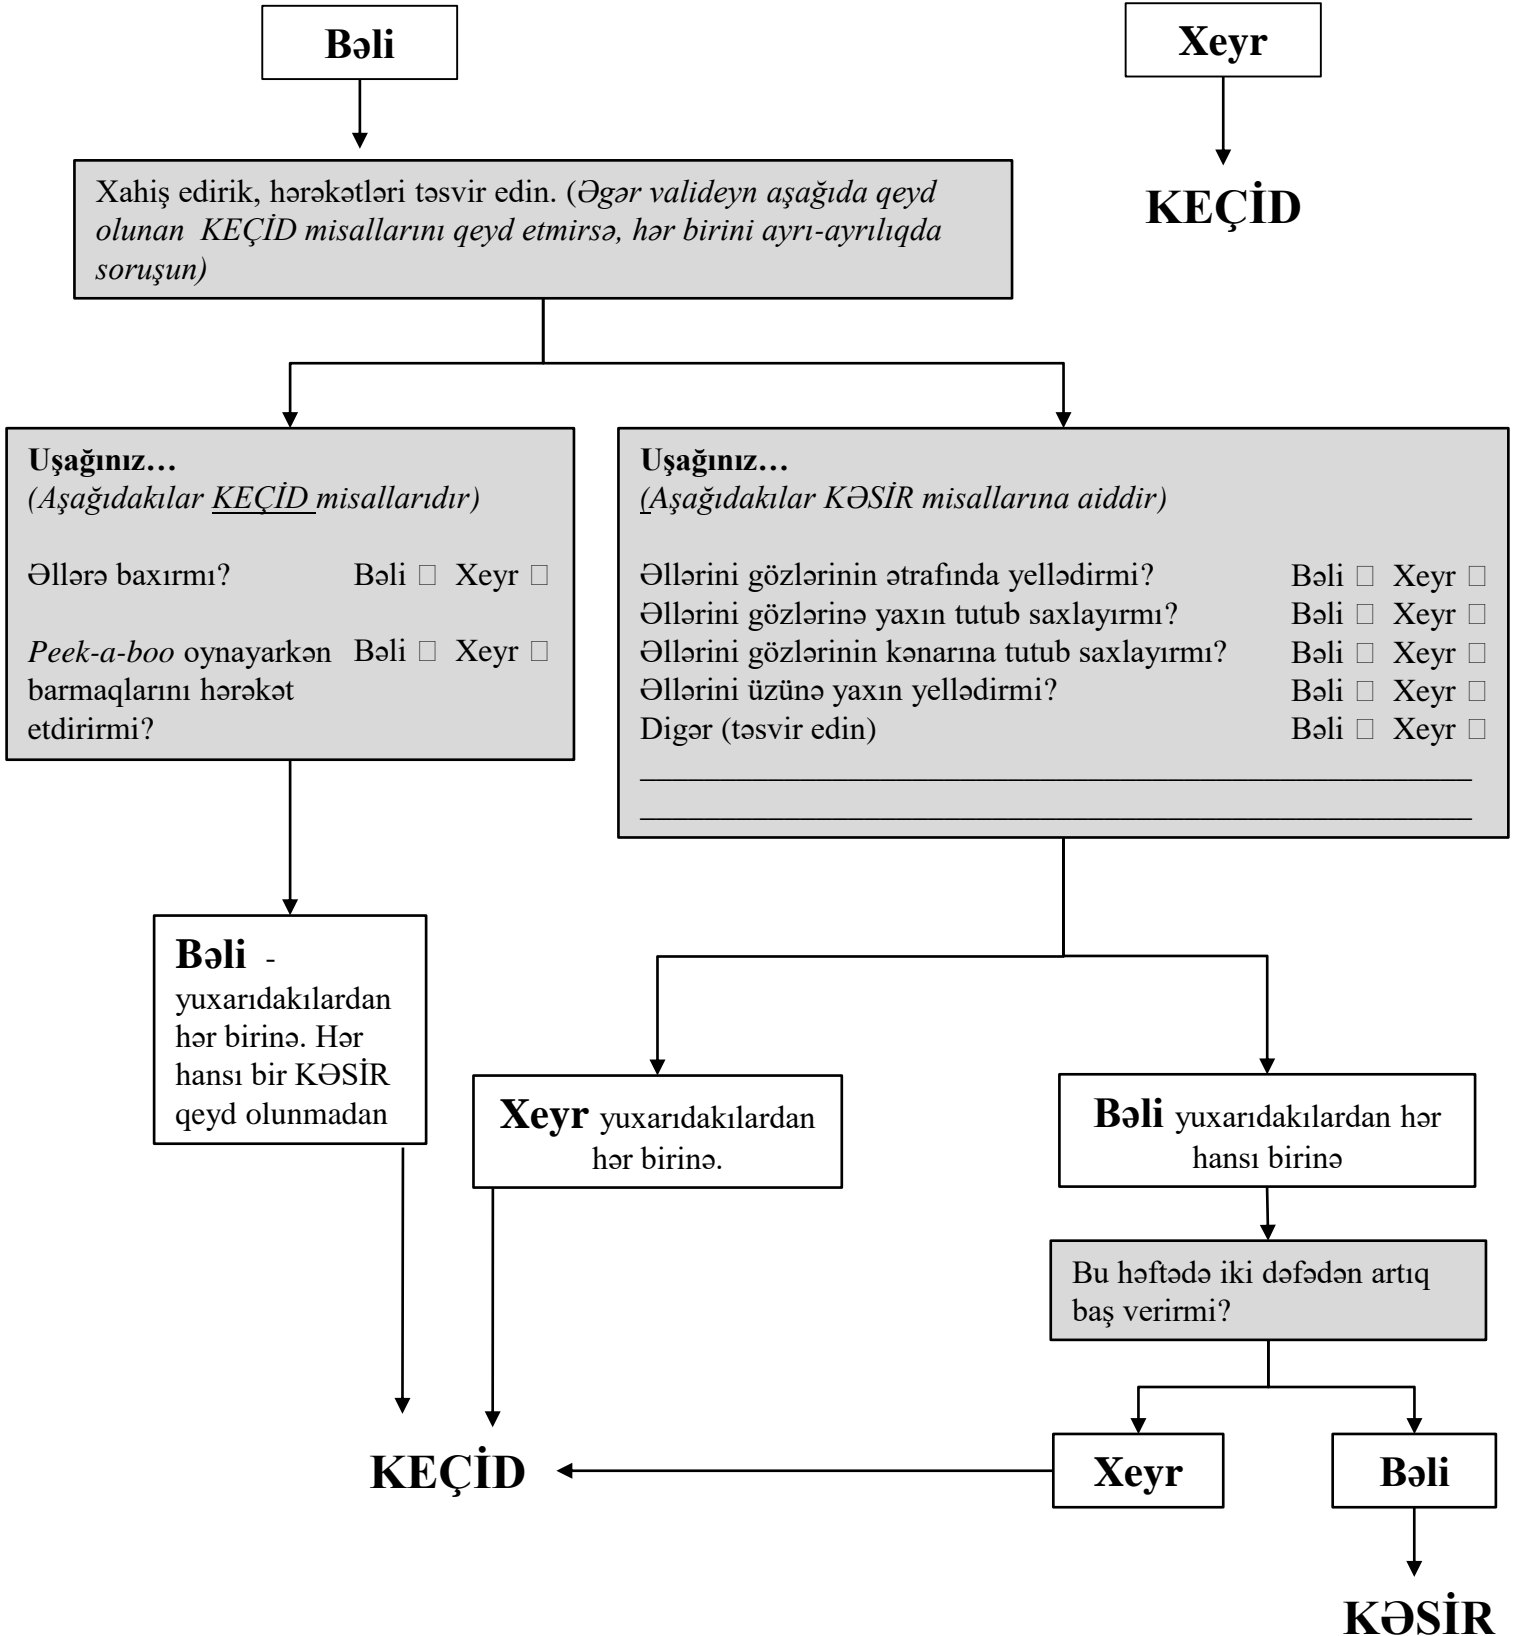 Bəli
Xeyr
Xahiş edirik, hərəkətləri təsvir edin. (Əgər valideyn aşağıda qeyd
olunan KEÇİD misallarını qeyd etmirsə, hər birini ayrı-ayrılıqda
soruşun)
KEÇİD
Uşağınız…
(Aşağıdakılar KEÇİD misallarıdır)
Əllərə baxırmı? Bəli □ Xeyr □
Peek-a-boo oynayarkən Bəli □ Xeyr □
barmaqlarını hərəkət
etdirirmi?
Uşağınız…
(Aşağıdakılar KƏSİR misallarına aiddir)
Əllərini gözlərinin ətrafında yellədirmi? Bəli □ Xeyr □
Əllərini gözlərinə yaxın tutub saxlayırmı? Bəli □ Xeyr □
Əllərini gözlərinin kənarına tutub saxlayırmı? Bəli □ Xeyr □
Əllərini üzünə yaxın yellədirmi? Bəli □ Xeyr □
Digər (təsvir edin) Bəli □ Xeyr □
Bəli -
yuxarıdakılardan
hər birinə. Hər
hansı bir KƏSİR
qeyd olunmadan
Xeyr yuxarıdakılardan
hər birinə.
Bəli yuxarıdakılardan hər
hansı birinə
Bu həftədə iki dəfədən artıq
baş verirmi?
KEÇİD
Xeyr
Bəli
KƏSİR